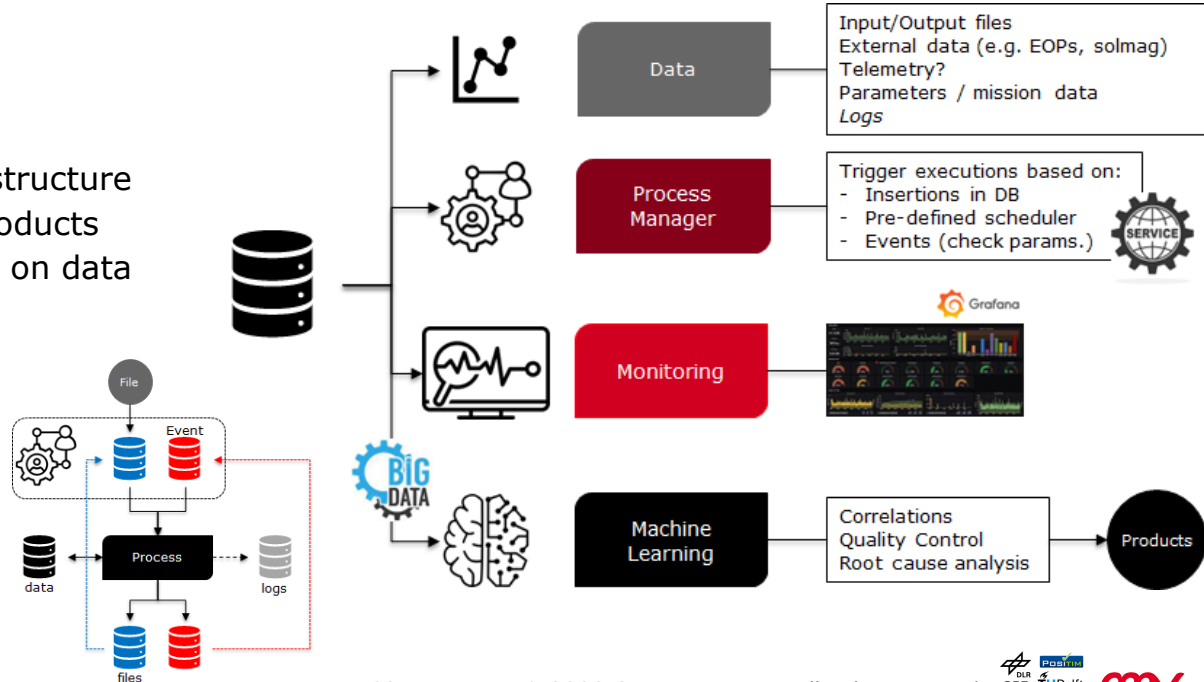 structure
oducts
on data
Data
Input/Output files
External data (e.g. EOPs, solmag)
Telemetry?
Parameters / mission data
Logs
Process
Manager
Trigger executions based on:
- Insertions in DB
- Pre-defined scheduler
- Events (check params.)
SERVICE
Monitoring
Grafana
BIG
DATA
Machine
Learning
Correlations
Quality Control
Root cause analysis
Products
File
Event
Process
data
logs
files
DLR
POSITIM